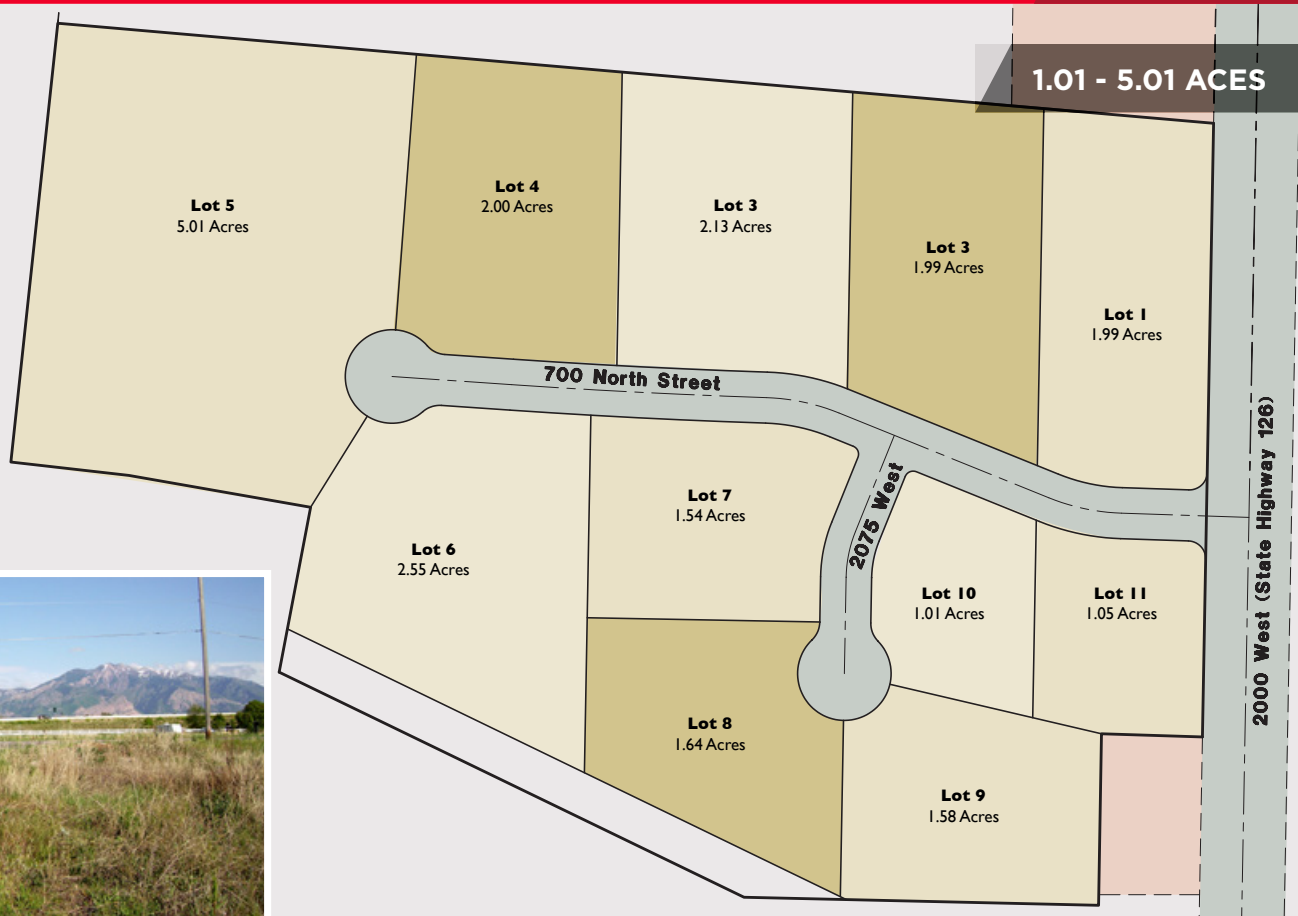 1.01 - 5.01 ACES
Lot 5
5.01 Acres
Lot 4
2.00 Acres
Lot 3
2.13 Acres
Lot 3
1.99 Acres
Lot 1
1.99 Acres
700 North Street
2075 West
2000 West (State Highway 126)
Lot 6
2.55 Acres
Lot 7
1.54 Acres
Lot 10
1.01 Acres
Lot 11
1.05 Acres
Lot 8
1.64 Acres
Lot 9
1.58 Acres